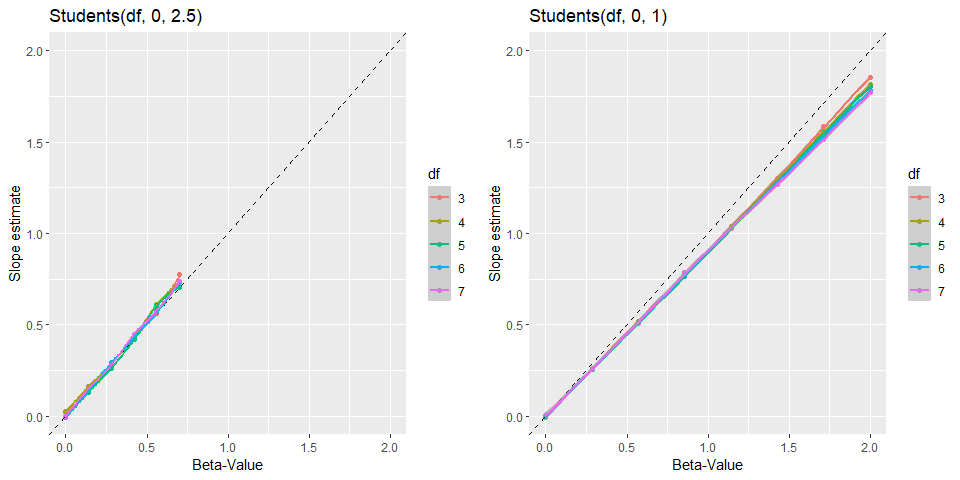 Students(df, 0, 2.5)
2.0
1.5
1.0
0.5
0.0
Slope estimate
0.0 0.5 1.0 1.5 2.0
Beta-Value
df
3
4
5
6
7
Students(df, 0, 1)
2.0
1.5
1.0
0.5
0.0
Slope estimate
0.0 0.5 1.0 1.5 2.0
Beta-Value
df
3
4
5
6
7